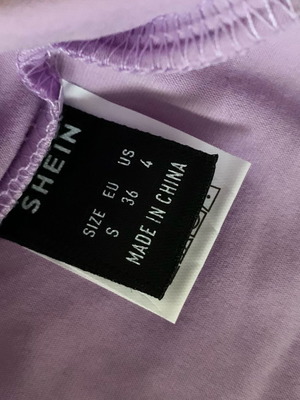 SHEIN
SIZE EU US
S 36 4
MADE IN CHINA